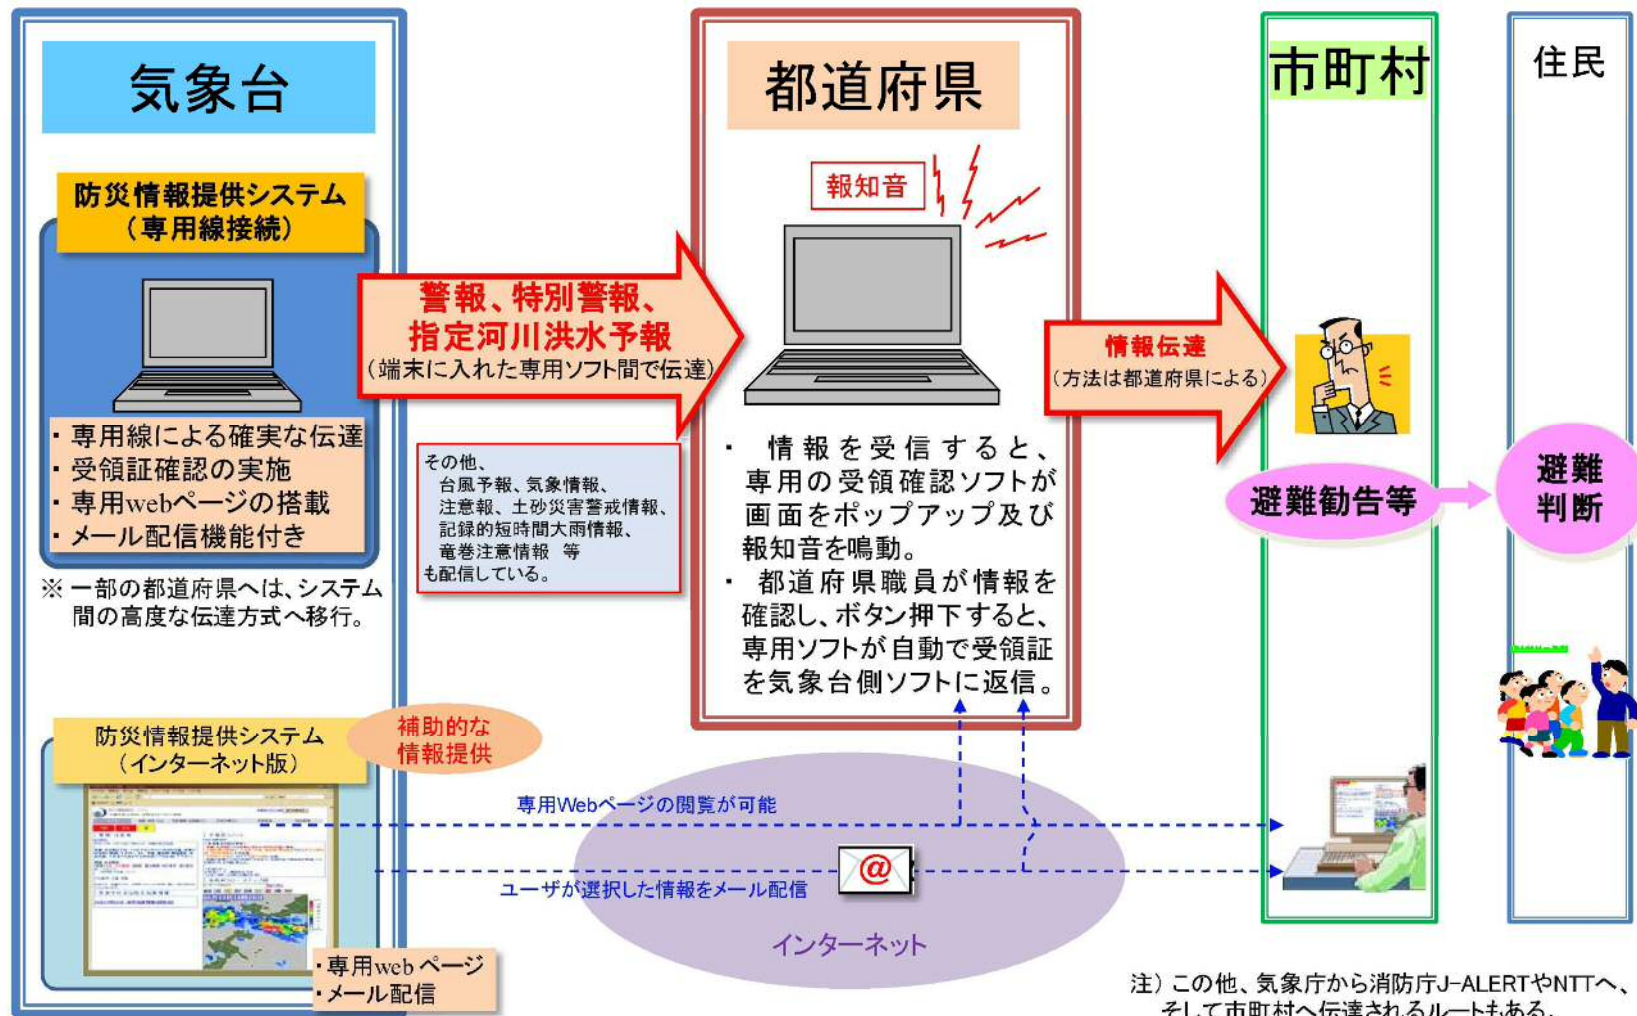 気象台
防災情報提供システム
（専用線接続）
・専用線による確実な伝達
・受領証確認の実施
・専用webページの搭載
・メール配信機能付き
※ 一部の都道府県へは、システム
間の高度な伝達方式へ移行。
警報、特別警報、
指定河川洪水予報
（端末に入れた専用ソフト間で伝達）
その他、
台風予報、気象情報、
注意報、土砂災害警戒情報、
記録的短時間大雨情報、
竜巻注意情報 等
も配信している。
都道府県
報知音
・ 情報を受信すると、
専用の受領確認ソフトが
画面をポップアップ及び
報知音を鳴動。
・ 都道府県職員が情報を
確認し、ボタン押下すると、
専用ソフトが自動で受領証
を気象台側ソフトに返信。
情報伝達
（方法は都道府県による）
市町村
避難勧告等
住民
避難
判断
防災情報提供システム
（インターネット版）
補助的な
情報提供
・専用webページ
・メール配信
専用Webページの閲覧が可能
@
ユーザが選択した情報をメール配信
インターネット
注）この他、気象庁から消防庁J-ALERTやNTTへ、
そして市町村へ伝達されるルートもある。